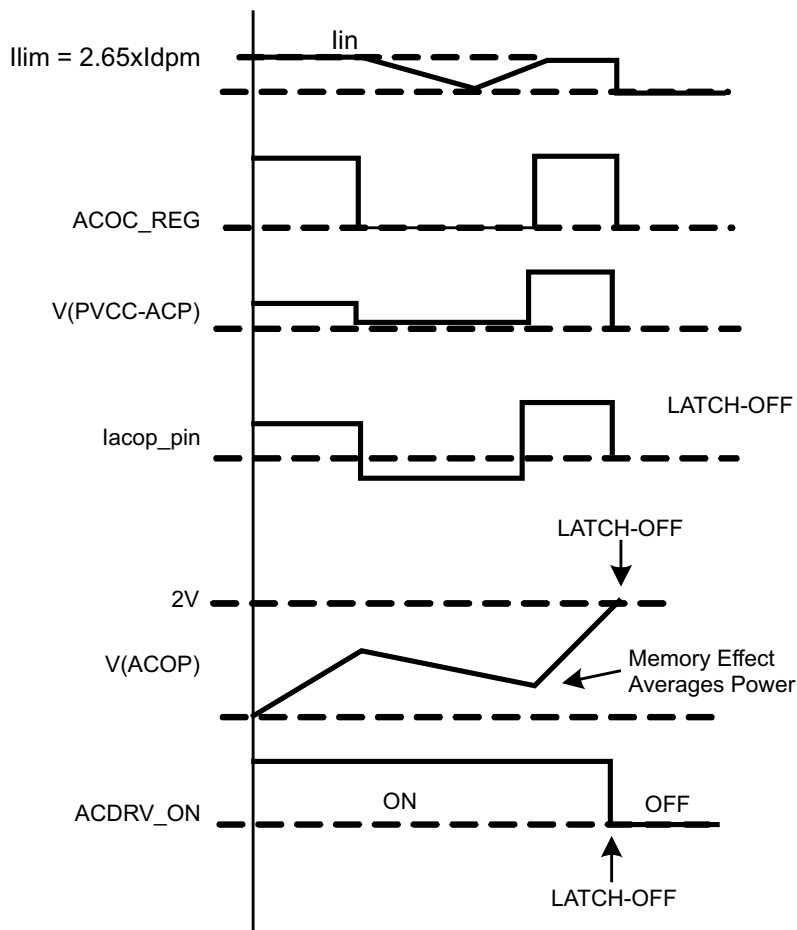 Iin
Ilim = 2.65xIdpm
ACOC_REG
V(PVCC-ACP)
LATCH-OFF
Iacop_pin
LATCH-OFF
2V
V(ACOP)
Memory Effect
Averages Power
ON
OFF
ACDRV_ON
LATCH-OFF